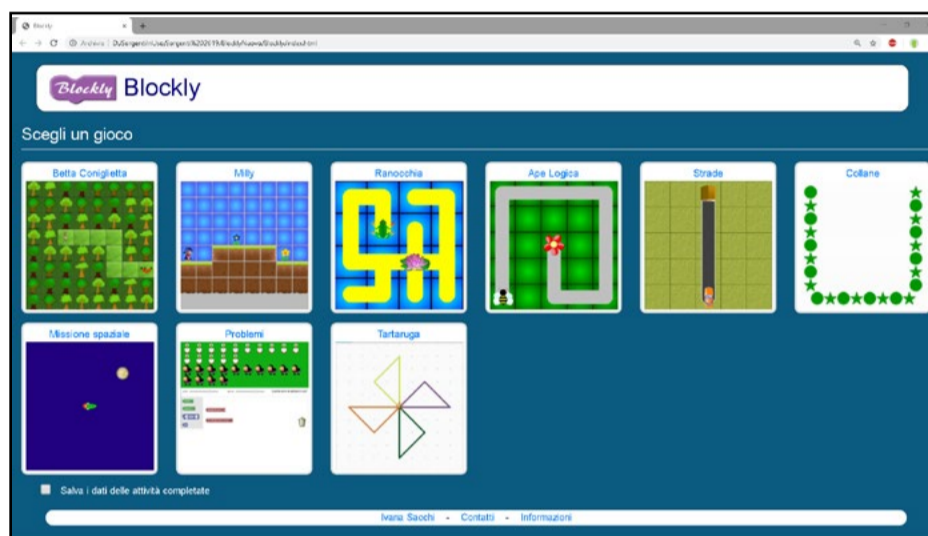 Blockly
Blockly Blockly
Scegli un gioco
Betta Coniglietta
Milly
Ranocchia
Ape Logica
Strade
Collane
Missione spaziale
Problemi
Tartaruga
Salva i dati delle attività completate
Ivana Sacchi - Contatti - Informazioni